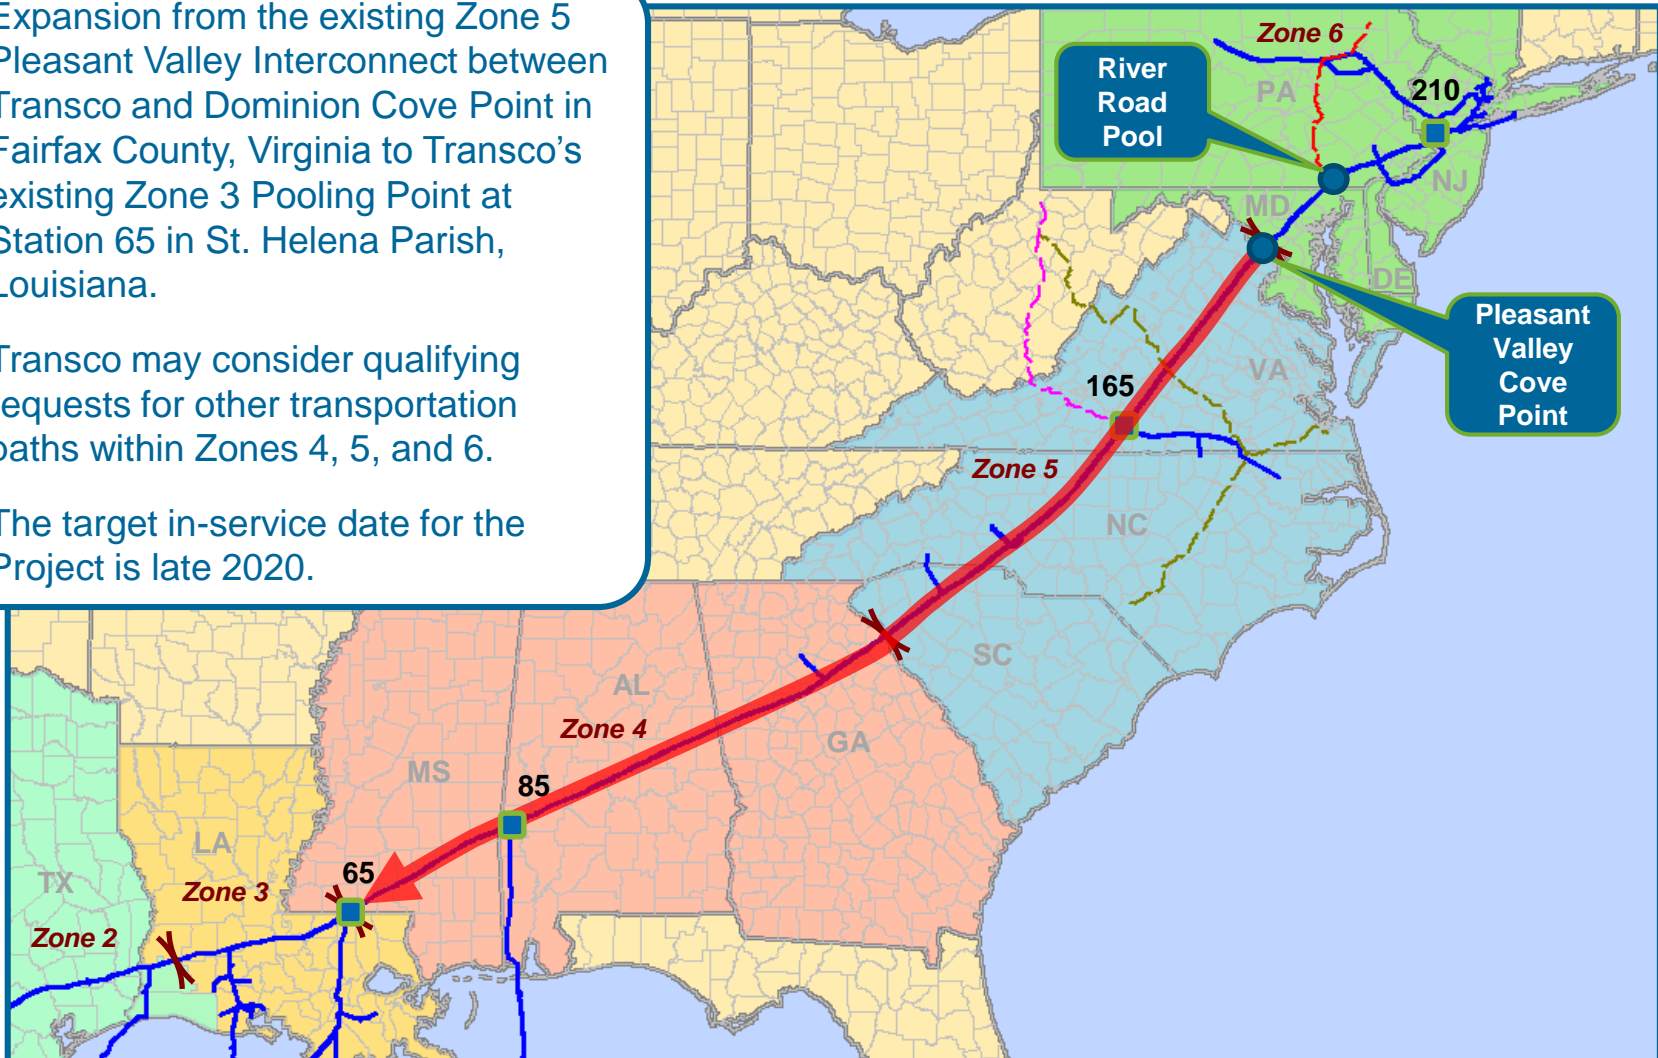 Expansion from the existing Zone 5
Pleasant Valley Interconnect between
Transco and Dominion Cove Point in
Fairfax County, Virginia to Transco’s
existing Zone 3 Pooling Point at
Station 65 in St. Helena Parish,
Louisiana.
Transco may consider qualifying
requests for other transportation
paths within Zones 4, 5, and 6.
The target in-service date for the
Project is late 2020.
Zone 6
River
Road
Pool
PA
210
NJ
MD
DE
Pleasant
Valley
Cove
Point
VA
165
Zone 5
NC
SC
AL
Zone 4
GA
MS
85
LA
65
TX
Zone 3
Zone 2